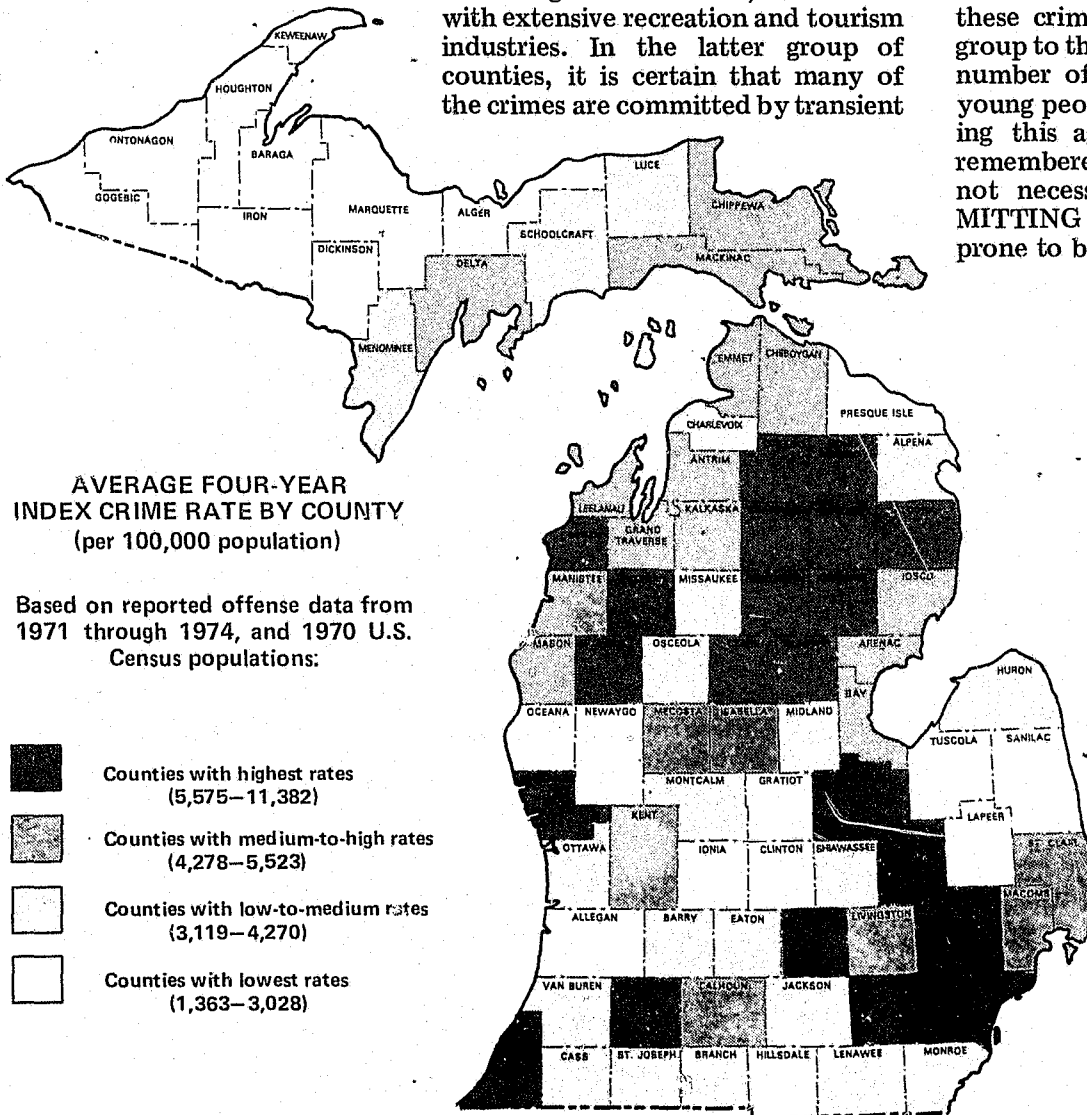 with extensive recreation and tourism
industries. In the latter group of
counties, it is certain that many of
the crimes are committed by transient
these crim
group to th
number of
young peop
ing this a
remembere
not necess
MITTING
prone to b
KEWEENAW
HOUGHTON
ONTONAGON
BARAGA
GOGEBIC
IRON
MARQUETTE
ALGER
LUCE
CHIPPEWA
SCHOOLCRAFT
MACKINAC
DICKINSON
DELTA
MENOMINEE
EMMET
CHEBOYGAN
PRESQUE ISLE
CHARLEVOIX
ALPENA
ANTRIM
LEELANAU
KALKASKA
GRAND
TRAVERSE
MANISTEE
MISSAUKEE
IOSCO
MASON
OSCEOLA
ARENAC
HURON
BAY
OCEANA
NEWAYGO
MECOSTA
ISABELLA
MIDLAND
TUSCOLA
SANILAC
MONTCALM
GRATIOT
LAPEER
KENT
ST. CLAIR
OTTAWA
IONIA
CLINTON
SHIAWASSEE
MACOMB
ALLEGAN
BARRY
EATON
LIVINGSTON
VAN BUREN
CALHOUN
JACKSON
CASS
ST. JOSEPH
BRANCH
HILLSDALE
LENAWEE
MONROE
AVERAGE FOUR-YEAR
INDEX CRIME RATE BY COUNTY
(per 100,000 population)
Based on reported offense data from
1971 through 1974, and 1970 U.S.
Census populations:
Counties with highest rates
(5,575–11,382)
Counties with medium-to-high rates
(4,278–5,523)
Counties with low-to-medium rates
(3,119–4,270)
Counties with lowest rates
(1,363–3,028)